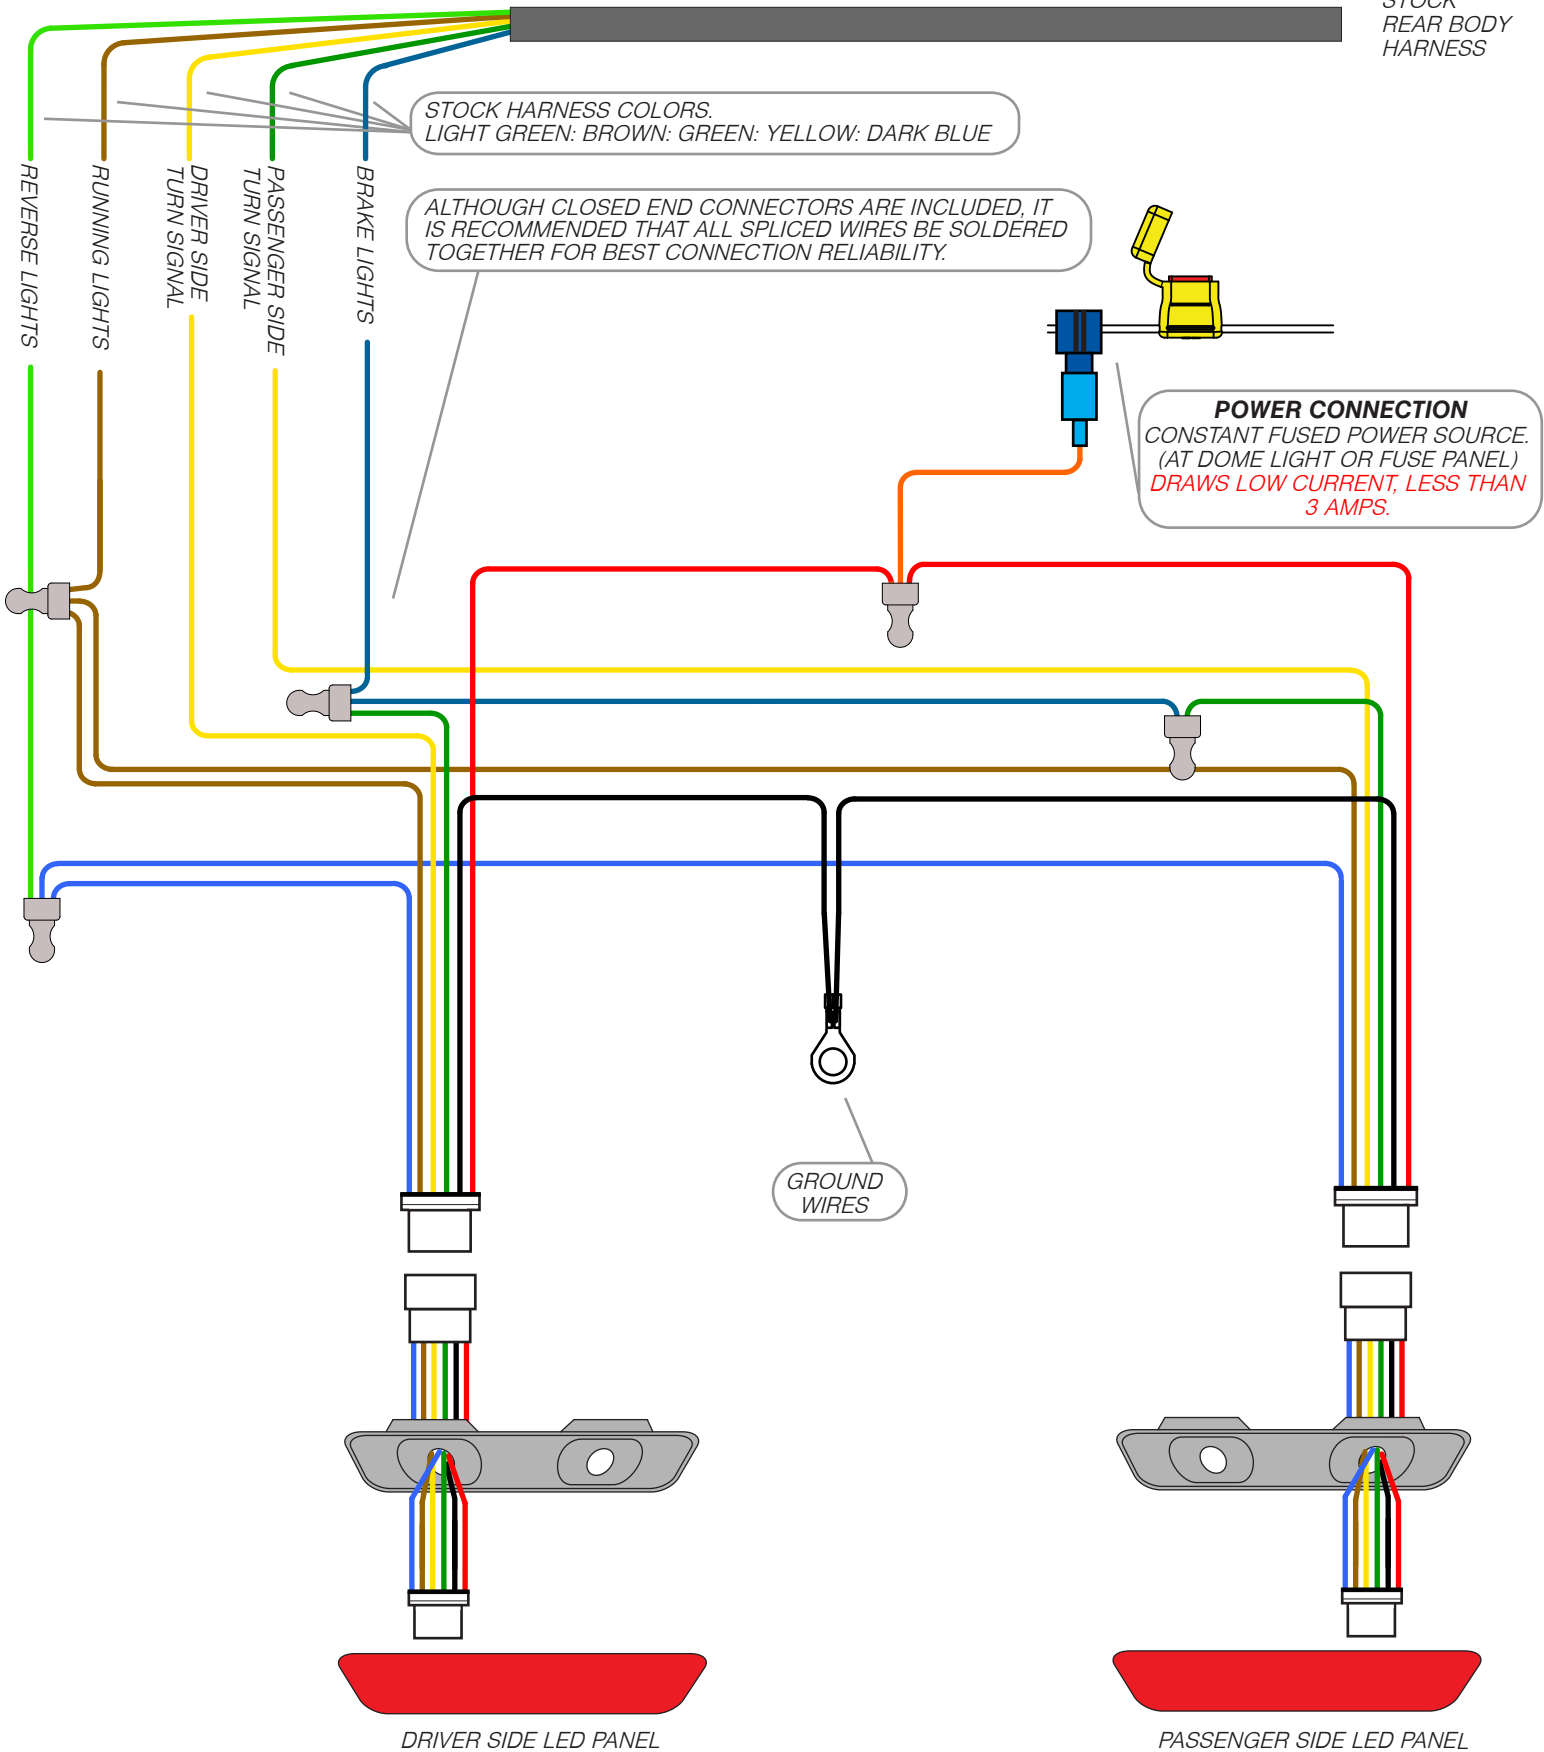 STOCK
REAR BODY
HARNESS
STOCK HARNESS COLORS.
LIGHT GREEN: BROWN: GREEN: YELLOW: DARK BLUE
REVERSE LIGHTS
RUNNING LIGHTS
DRIVER SIDE
TURN SIGNAL
PASSENGER SIDE
TURN SIGNAL
BRAKE LIGHTS
ALTHOUGH CLOSED END CONNECTORS ARE INCLUDED, IT
IS RECOMMENDED THAT ALL SPLICED WIRES BE SOLDERED
TOGETHER FOR BEST CONNECTION RELIABILITY.
POWER CONNECTION
CONSTANT FUSED POWER SOURCE.
(AT DOME LIGHT OR FUSE PANEL)
DRAWS LOW CURRENT, LESS THAN
3 AMPS.
GROUND
WIRES
DRIVER SIDE LED PANEL
PASSENGER SIDE LED PANEL